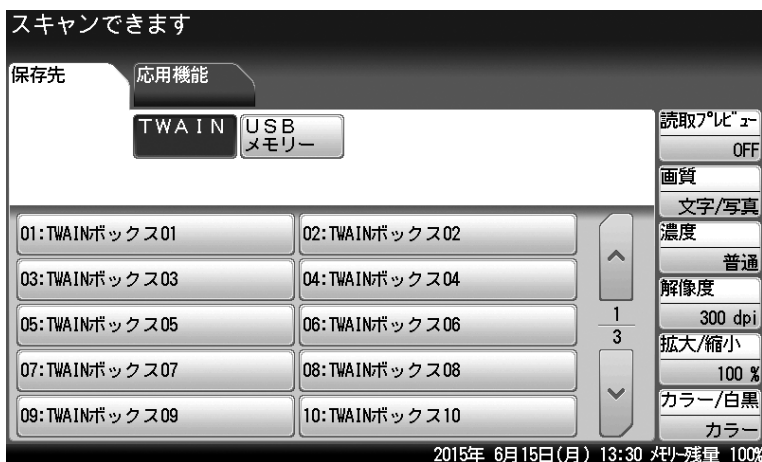 スキャンできます
保存先
応用機能
TWAIN
USB
メモリー
読取プレビュー
OFF
画質
文字/写真
濃度
普通
解像度
300 dpi
拡大/縮小
100 %
カラー/白黒
カラー
01:TWAINボックス01
02:TWAINボックス02
03:TWAINボックス03
04:TWAINボックス04
05:TWAINボックス05
06:TWAINボックス06
07:TWAINボックス07
08:TWAINボックス08
09:TWAINボックス09
10:TWAINボックス10
1
3
2015年 6月15日(月) 13:30 メモリー残量 100%